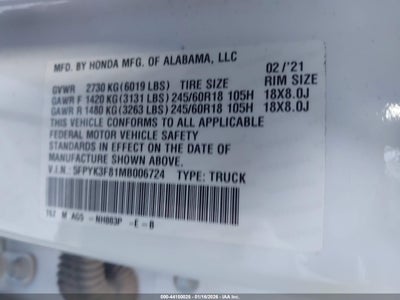 MFD. BY HONDA MFG. OF ALABAMA, LLC
02/'21
GVWR 2730 KG(6019 LBS) TIRE SIZE RIM SIZE
GAWR F 1420 KG(3131 LBS)245/60R18 105H 18X8.0J
GAWR R 1480 KG(3263 LBS)245/60R18 105H 18X8.0J
THIS VEHICLE CONFORMS TO ALL APPLICABLE
FEDERAL MOTOR VEHICLE SAFETY
STANDARDS IN EFFECT ON THE DATE OF
MANUFACTURE SHOWN ABOVE.
V.I.N.: 5FPYK3F81MB006724 TYPE: TRUCK
T6Z M AGS -NH883P -E -B